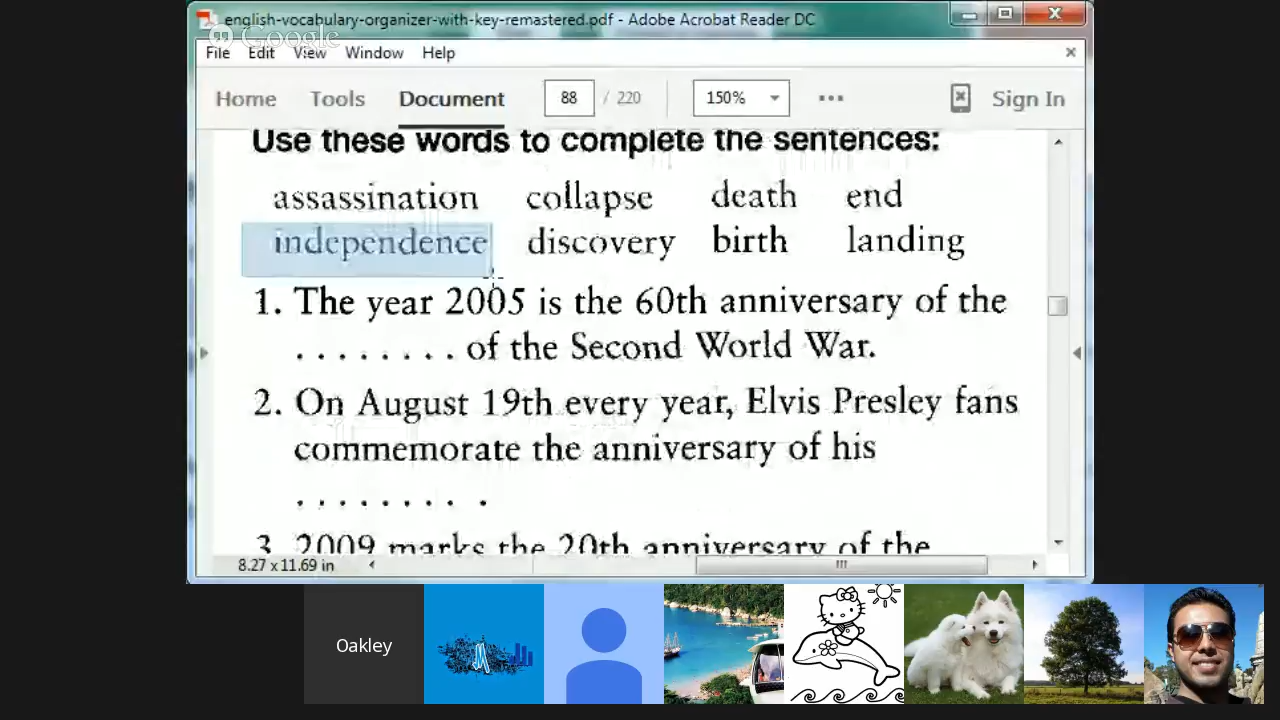 english-vocabulary-organizer-with-key-remastered.pdf - Adobe Acrobat Reader DC
Google
File Edit View Window Help
Home Tools Document 88 / 220 150% Sign In
Use these words to complete the sentences:
assassination collapse death end
independence discovery birth landing
1. The year 2005 is the 60th anniversary of the
. . . . . . . . of the Second World War.
2. On August 19th every year, Elvis Presley fans
commemorate the anniversary of his
. . . . . . . . .
3. 2009 marks the 20th anniversary of the
8.27 x 11.69 in
Oakley